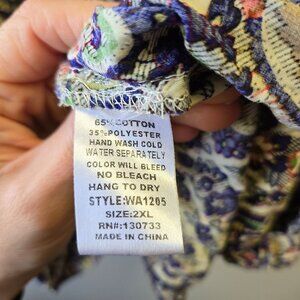 65% COTTON
35% POLYESTER
HAND WASH COLD
WATER SEPARATELY
COLOR WILL BLEED
NO BLEACH
HANG TO DRY
STYLE:WA1205
SIZE:2XL
RN#:130733
MADE IN CHINA